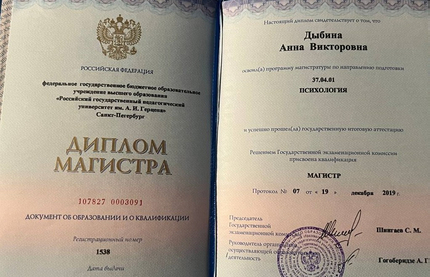 РОССИЙСКАЯ ФЕДЕРАЦИЯ
федеральное государственное бюджетное образовательное
учреждение высшего образования
«Российский государственный педагогический
университет им. А. И. Герцена»
Санкт-Петербург
ДИПЛОМ
МАГИСТРА
107827 0003091
ДОКУМЕНТ ОБ ОБРАЗОВАНИИ И О КВАЛИФИКАЦИИ
Регистрационный номер
1538
Дата выдачи
Настоящий диплом свидетельствует о том, что
Дыбина
Анна Викторовна
освоил(а) программу магистратуры по направлению подготовки
37.04.01
ПСИХОЛОГИЯ
и успешно прошел(ла) государственную итоговую аттестацию
Решением Государственной экзаменационной комиссии
присвоена квалификация
МАГИСТР
Протокол № 07 от « 19 » декабря 2019 г.
Председатель
Государственной
экзаменационной комиссии
Шингаев С. М.
Руководитель организации,
осуществляющей образовательную
деятельность
Гогоберидзе А. Г